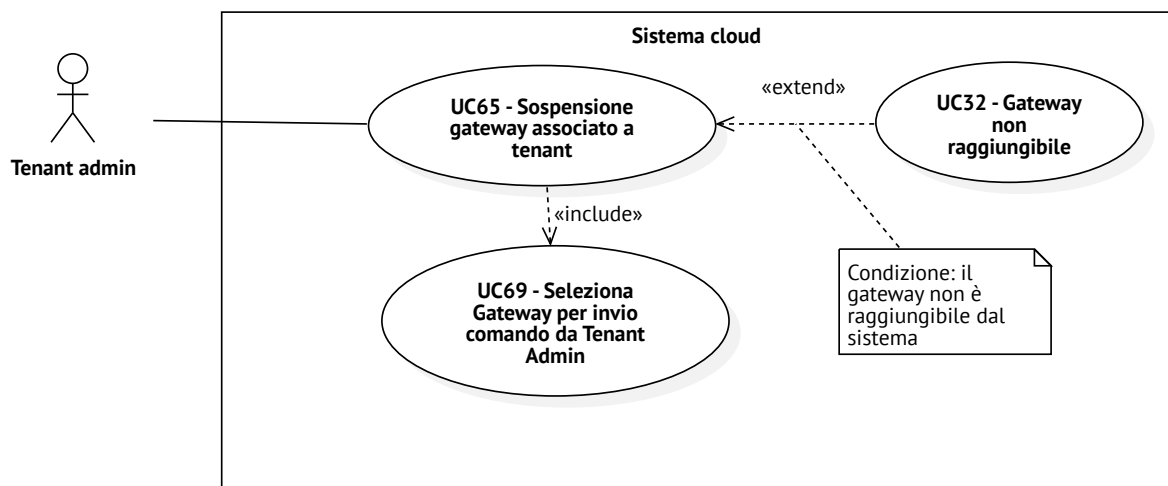 Sistema cloud
Tenant admin
UC65 - Sospensione
gateway associato a
tenant
«extend»
UC32 - Gateway
non
raggiungibile
«include»
UC69 - Seleziona
Gateway per invio
comando da Tenant
Admin
Condizione: il
gateway non è
raggiungibile dal
sistema